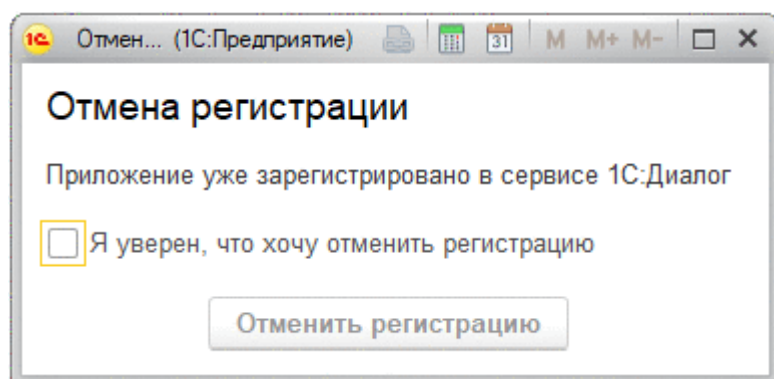 1С Отмен... (1С:Предприятие) 31 M M+ M-
Отмена регистрации
Приложение уже зарегистрировано в сервисе 1С:Диалог
Я уверен, что хочу отменить регистрацию
Отменить регистрацию